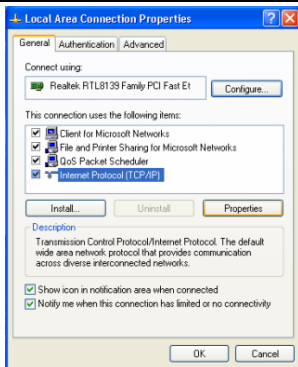 Local Area Connection Properties
General Authentication Advanced
Connect using:
Realtek RTL8139 Family PCI Fast Et Configure...
This connection uses the following items:
Client for Microsoft Networks
File and Printer Sharing for Microsoft Networks
QoS Packet Scheduler
Internet Protocol (TCP/IP)
Install... Uninstall Properties
Description
Transmission Control Protocol/Internet Protocol. The default
wide area network protocol that provides communication
across diverse interconnected networks.
Show icon in notification area when connected
Notify me when this connection has limited or no connectivity
OK Cancel